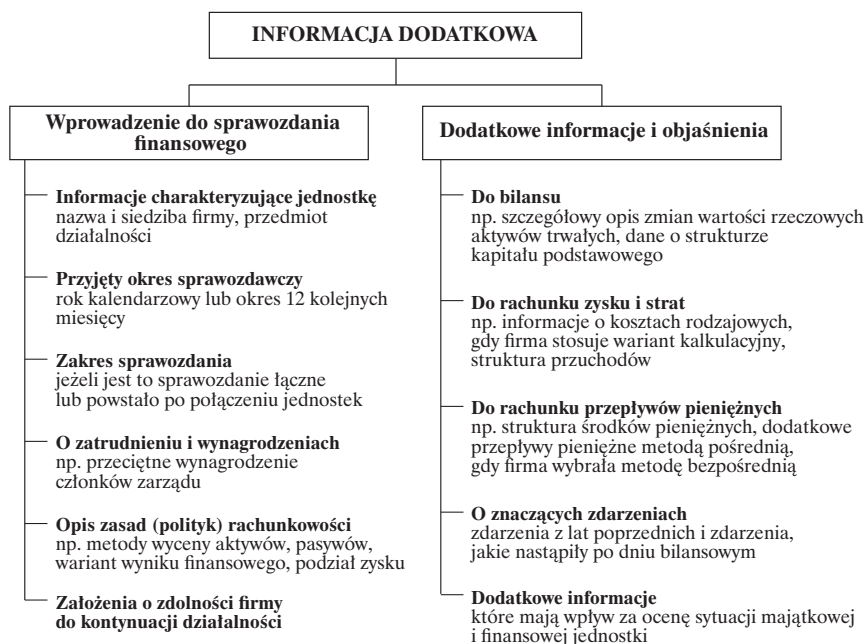 INFORMACJA DODATKOWA
Wprowadzenie do sprawozdania
finansowego
Informacje charakteryzujące jednostkę
nazwa i siedziba firmy, przedmiot
działalności
Przyjęty okres sprawozdawczy
rok kalendarzowy lub okres 12 kolejnych
miesięcy
Zakres sprawozdania
jeżeli jest to sprawozdanie łączne
lub powstało po połączeniu jednostek
O zatrudnieniu i wynagrodzeniach
np. przeciętne wynagrodzenie
członków zarządu
Opis zasad (polityk) rachunkowości
np. metody wyceny aktywów, pasywów,
wariant wyniku finansowego, podział zysku
Założenia o zdolności firmy
do kontynuacji działalności
Dodatkowe informacje i objaśnienia
Do bilansu
np. szczegółowy opis zmian wartości rzeczowych
aktywów trwałych, dane o strukturze
kapitału podstawowego
Do rachunku zysku i strat
np. informacje o kosztach rodzajowych,
gdy firma stosuje wariant kalkulacyjny,
struktura przuchodów
Do rachunku przepływów pieniężnych
np. struktura środków pieniężnych, dodatkowe
przepływy pieniężne metodą pośrednią,
gdy firma wybrała metodę bezpośrednią
O znaczących zdarzeniach
zdarzenia z lat poprzednich i zdarzenia,
jakie nastąpiły po dniu bilansowym
Dodatkowe informacje
które mają wpływ za ocenę sytuacji majątkowej
i finansowej jednostki